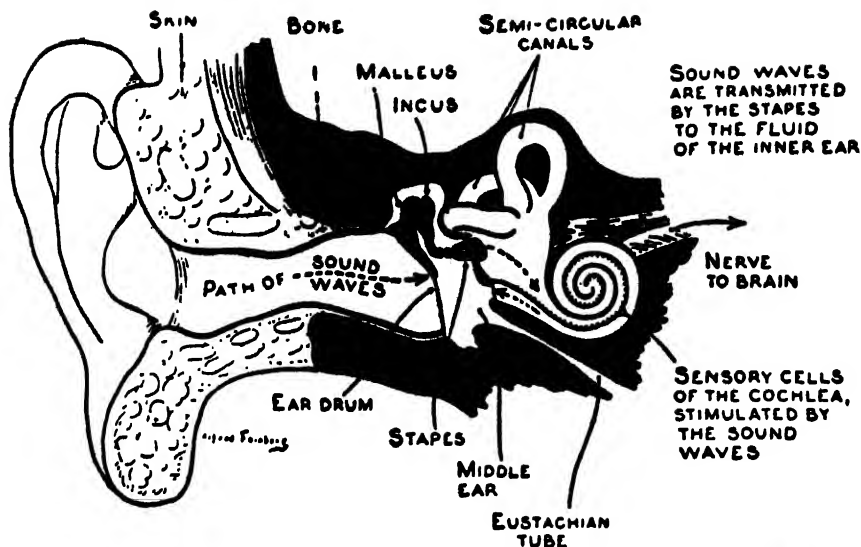 SKIN
BONE
SEMI-CIRCULAR
CANALS
MALLEUS
INCUS
SOUND WAVES
ARE TRANSMITTED
BY THE STAPES
TO THE FLUID
OF THE INNER EAR
PATH OF SOUND
WAVES
NERVE
TO BRAIN
EAR DRUM
STAPES
MIDDLE
EAR
EUSTACHIAN
TUBE
SENSORY CELLS
OF THE COCHLEA,
STIMULATED BY
THE SOUND
WAVES